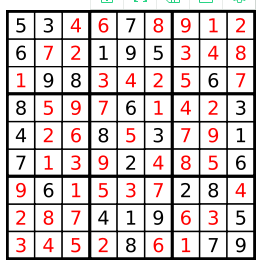 5 3 4 6 7 8 9 1 2
6 7 2 1 9 5 3 4 8
1 9 8 3 4 2 5 6 7
8 5 9 7 6 1 4 2 3
4 2 6 8 5 3 7 9 1
7 1 3 9 2 4 8 5 6
9 6 1 5 3 7 2 8 4
2 8 7 4 1 9 6 3 5
3 4 5 2 8 6 1 7 9